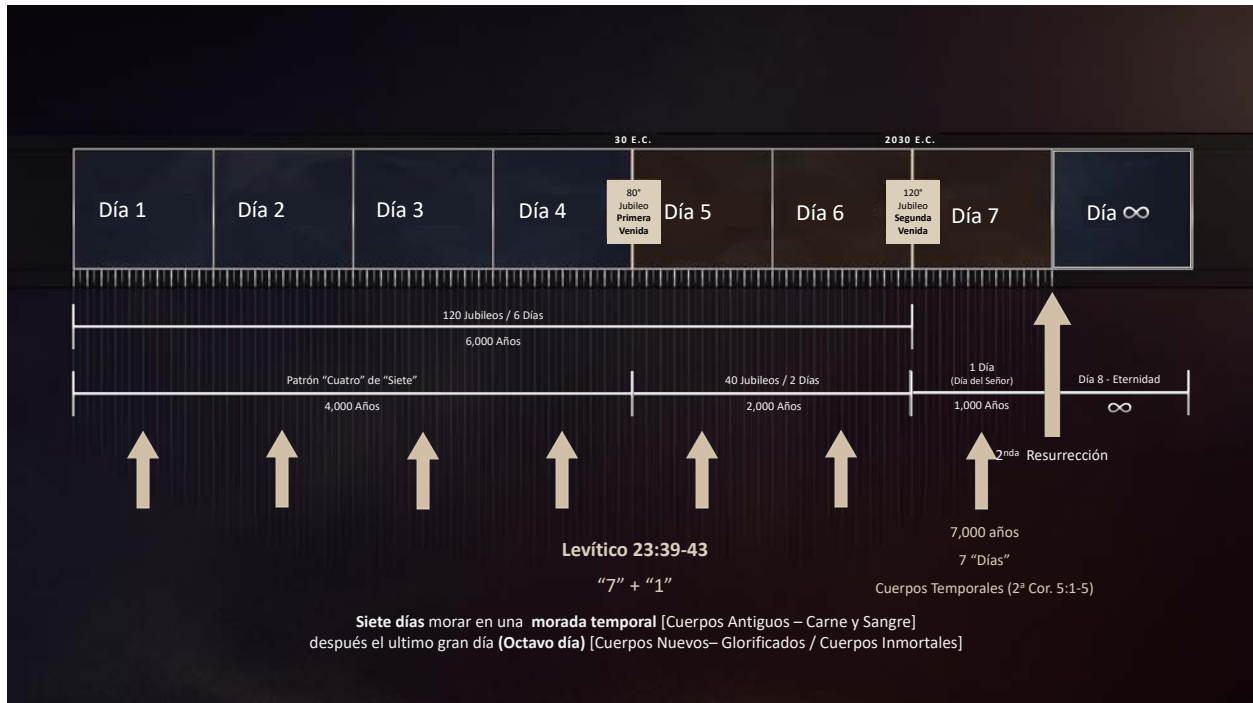 30 E.C.
2030 E.C.
Día 1
Día 2
Día 3
Día 4
80°
Jubileo
Primera
Venida
Día 5
Día 6
120°
Jubileo
Segunda
Venida
Día 7
Día ∞
120 Jubileos / 6 Días
6,000 Años
Patrón “Cuatro” de “Siete”
4,000 Años
40 Jubileos / 2 Días
2,000 Años
1 Día
(Día del Señor)
1,000 Años
Día 8 - Eternidad
∞
2nda Resurrección
7,000 años
7 “Días”
Cuerpos Temporales (2ª Cor. 5:1-5)
Levítico 23:39-43
“7” + “1”
Siete días morar en una morada temporal [Cuerpos Antiguos – Carne y Sangre]
después el ultimo gran día (Octavo día) [Cuerpos Nuevos– Glorificados / Cuerpos Inmortales]